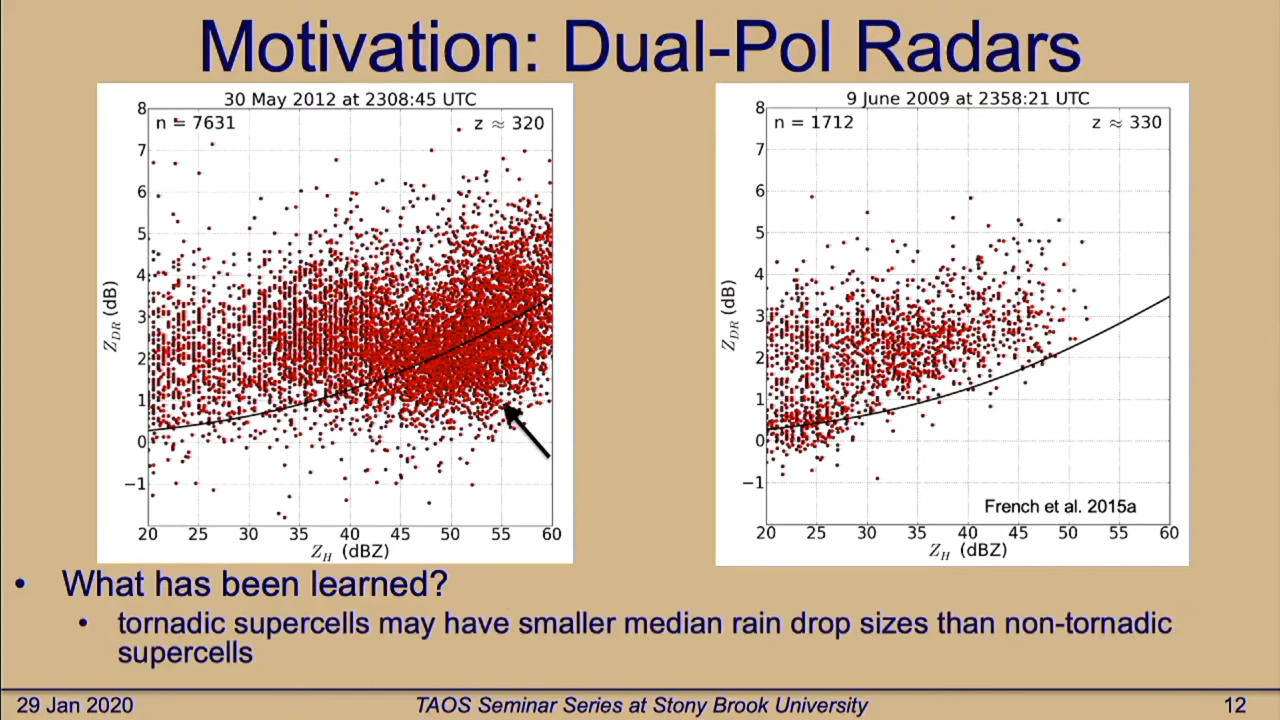 Motivation: Dual-Pol Radars
30 May 2012 at 2308:45 UTC
n = 7631
z ≈ 320
8
7
6
5
4
3
2
1
0
−1
Z_DR (dB)
20 25 30 35 40 45 50 55 60
Z_H (dBZ)
9 June 2009 at 2358:21 UTC
n = 1712
z ≈ 330
8
7
6
5
4
3
2
1
0
−1
Z_DR (dB)
French et al. 2015a
20 25 30 35 40 45 50 55 60
Z_H (dBZ)
• What has been learned?
• tornadic supercells may have smaller median rain drop sizes than non-tornadic
supercells
29 Jan 2020
TAOS Seminar Series at Stony Brook University
12